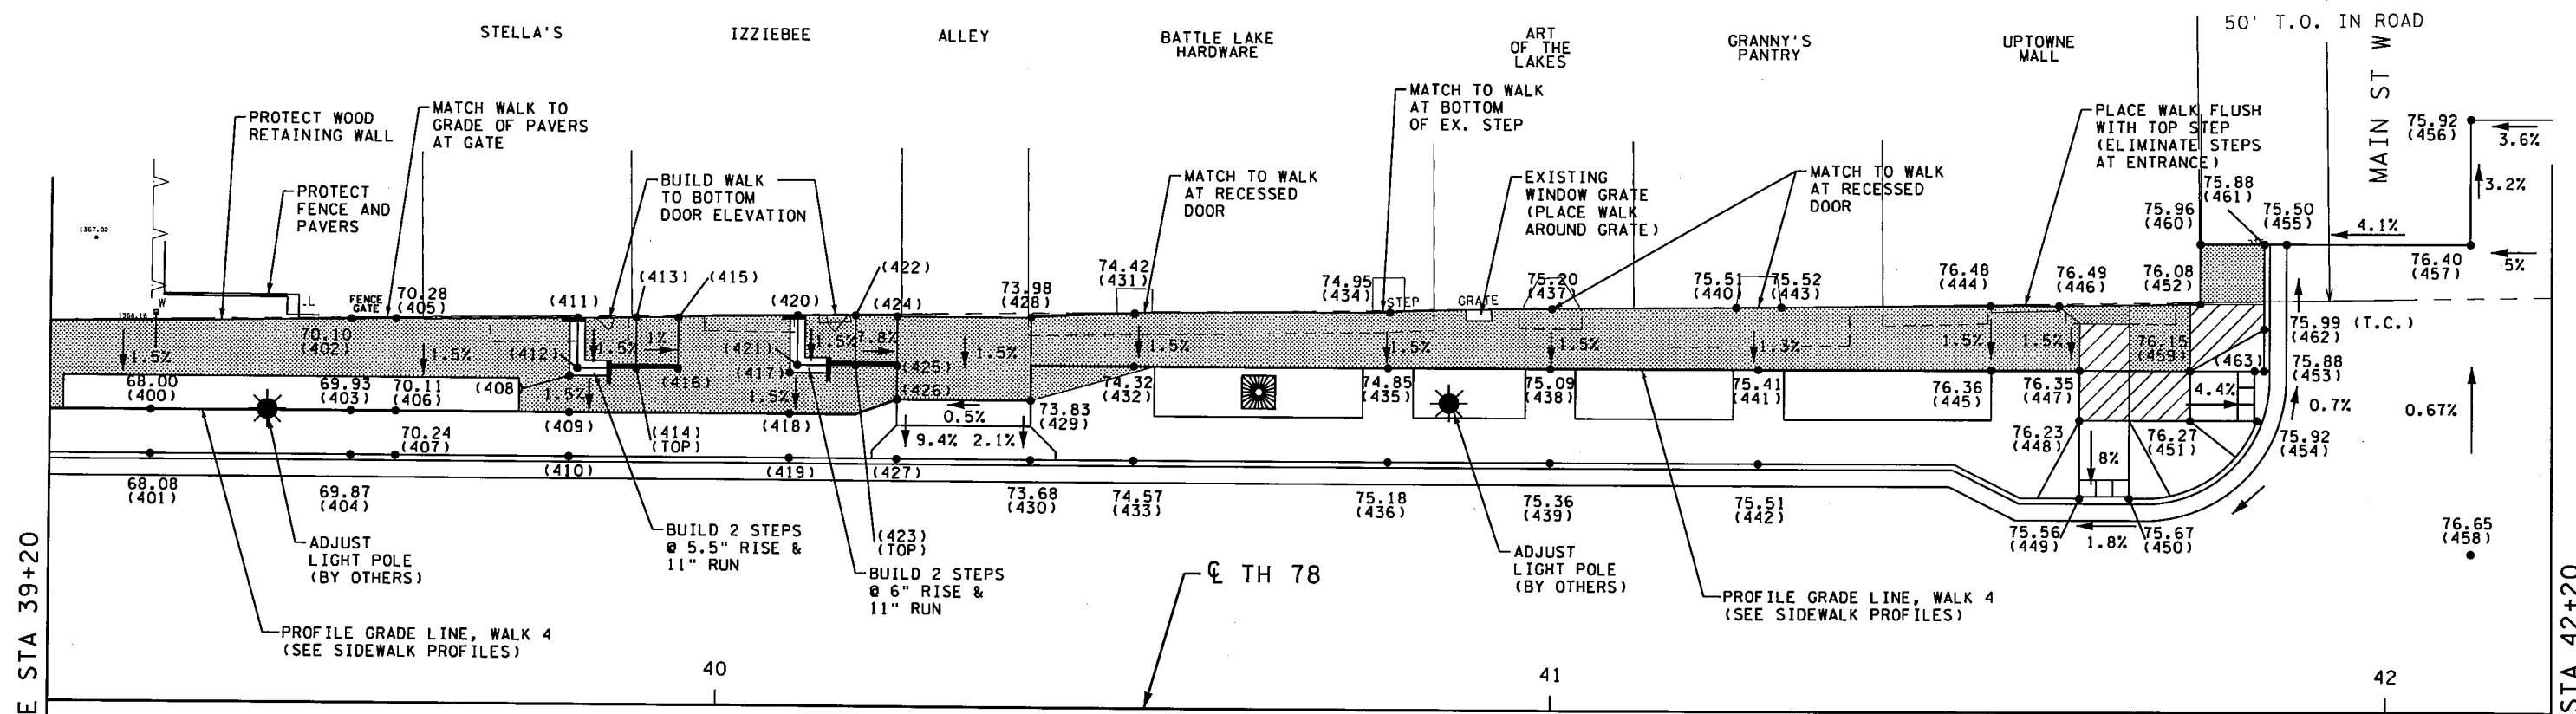 STELLA'S
IZZIEBEE
ALLEY
BATTLE LAKE
HARDWARE
ART
OF THE
LAKES
GRANNY'S
PANTRY
UPTOWNE
MALL
50' T.O. IN ROAD
MAIN ST W
PROTECT WOOD
RETAINING WALL
MATCH WALK TO
GRADE OF PAVERS
AT GATE
MATCH TO WALK
AT BOTTOM
OF EX. STEP
PLACE WALK FLUSH
WITH TOP STEP
(ELIMINATE STEPS
AT ENTRANCE)
75.92
(456)
3.6%
3.2%
PROTECT
FENCE AND
PAVERS
BUILD WALK
TO BOTTOM
DOOR ELEVATION
MATCH TO WALK
AT RECESSED
DOOR
EXISTING
WINDOW GRATE
(PLACE WALK
AROUND GRATE)
MATCH TO WALK
AT RECESSED
DOOR
75.88
(461)
75.96
(460)
75.50
(455)
4.1%
5%
76.40
(457)
1367.02
1368.16
W
L
FENCE
GATE
70.28
(405)
(411)
(413)
(415)
(420)
(422)
(424)
73.98
(428)
74.42
(431)
74.95
(434)
STEP
GRATE
75.20
(437)
75.51
(440)
75.52
(443)
76.48
(444)
76.49
(446)
76.08
(452)
75.99 (T.C.)
(462)
70.10
(402)
1.5%
1.5%
(412)
1.5%
1%
(421)
1.5%
7.8%
1.5%
1.5%
1.5%
1.5%
1.3%
1.5%
1.5%
76.15
(459)
(463)
75.88
(453)
68.00
(400)
69.93
(403)
70.11
(406)
(408
1.5%
(416)
(417)
1.5%
(425)
(426)
74.32
(432)
74.85
(435)
75.09
(438)
75.41
(441)
76.36
(445)
76.35
(447)
4.4%
0.7%
0.67%
70.24
(407)
(409)
(414)
(TOP)
(418)
0.5%
9.4%
2.1%
73.83
(429)
76.23
(448)
8%
76.27
(451)
75.92
(454)
68.08
(401)
69.87
(404)
(410)
(419)
(427)
73.68
(430)
74.57
(433)
75.18
(436)
75.36
(439)
75.51
(442)
75.56
(449)
1.8%
75.67
(450)
76.65
(458)
ADJUST
LIGHT POLE
(BY OTHERS)
BUILD 2 STEPS
@ 5.5" RISE &
11" RUN
(423)
(TOP)
BUILD 2 STEPS
@ 6" RISE &
11" RUN
℄ TH 78
ADJUST
LIGHT POLE
(BY OTHERS)
PROFILE GRADE LINE, WALK 4
(SEE SIDEWALK PROFILES)
PROFILE GRADE LINE, WALK 4
(SEE SIDEWALK PROFILES)
E STA 39+20
40
41
42
STA 42+20